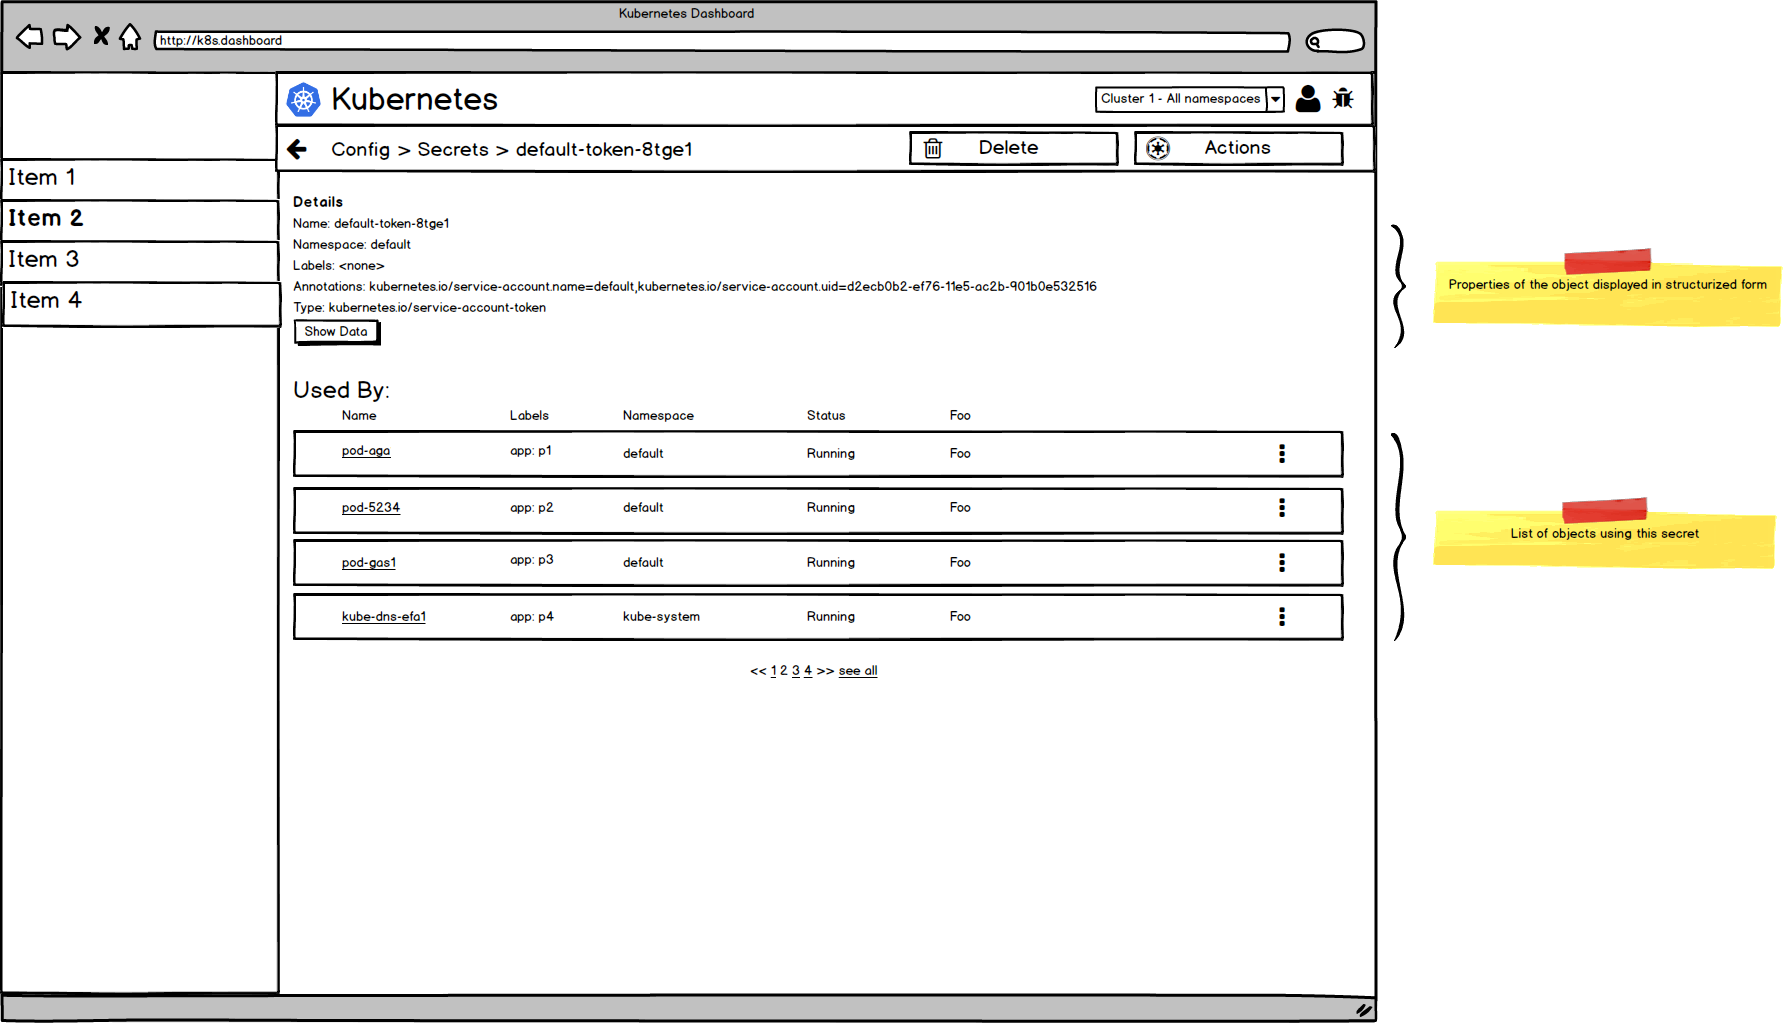 Kubernetes Dashboard
http://k8s.dashboard
Kubernetes
Cluster 1 - All namespaces
Config > Secrets > default-token-8tge1
Delete
Actions
Item 1
Item 2
Item 3
Item 4
Details
Name: default-token-8tge1
Namespace: default
Labels: <none>
Annotations: kubernetes.io/service-account.name=default,kubernetes.io/service-account.uid=d2ecb0b2-ef76-11e5-ac2b-901b0e532516
Type: kubernetes.io/service-account-token
Show Data
Properties of the object displayed in structurized form
Used By:
Name Labels Namespace Status Foo
pod-aga app: p1 default Running Foo
pod-5234 app: p2 default Running Foo
pod-gas1 app: p3 default Running Foo
kube-dns-efa1 app: p4 kube-system Running Foo
List of objects using this secret
<< 1 2 3 4 >> see all